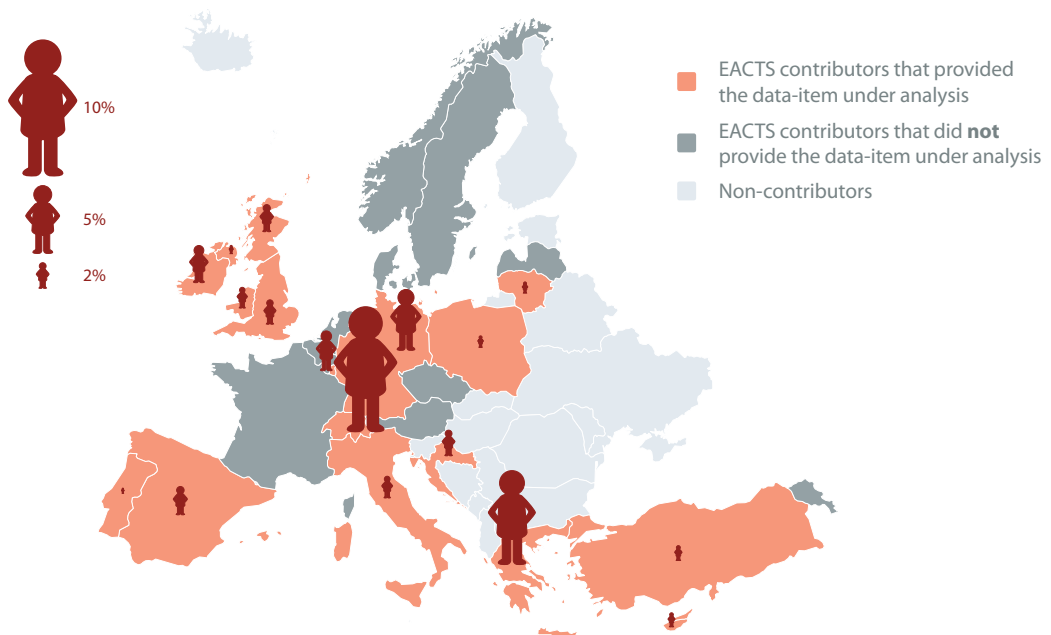 10%
5%
2%
EACTS contributors that provided
the data-item under analysis
EACTS contributors that did not
provide the data-item under analysis
Non-contributors